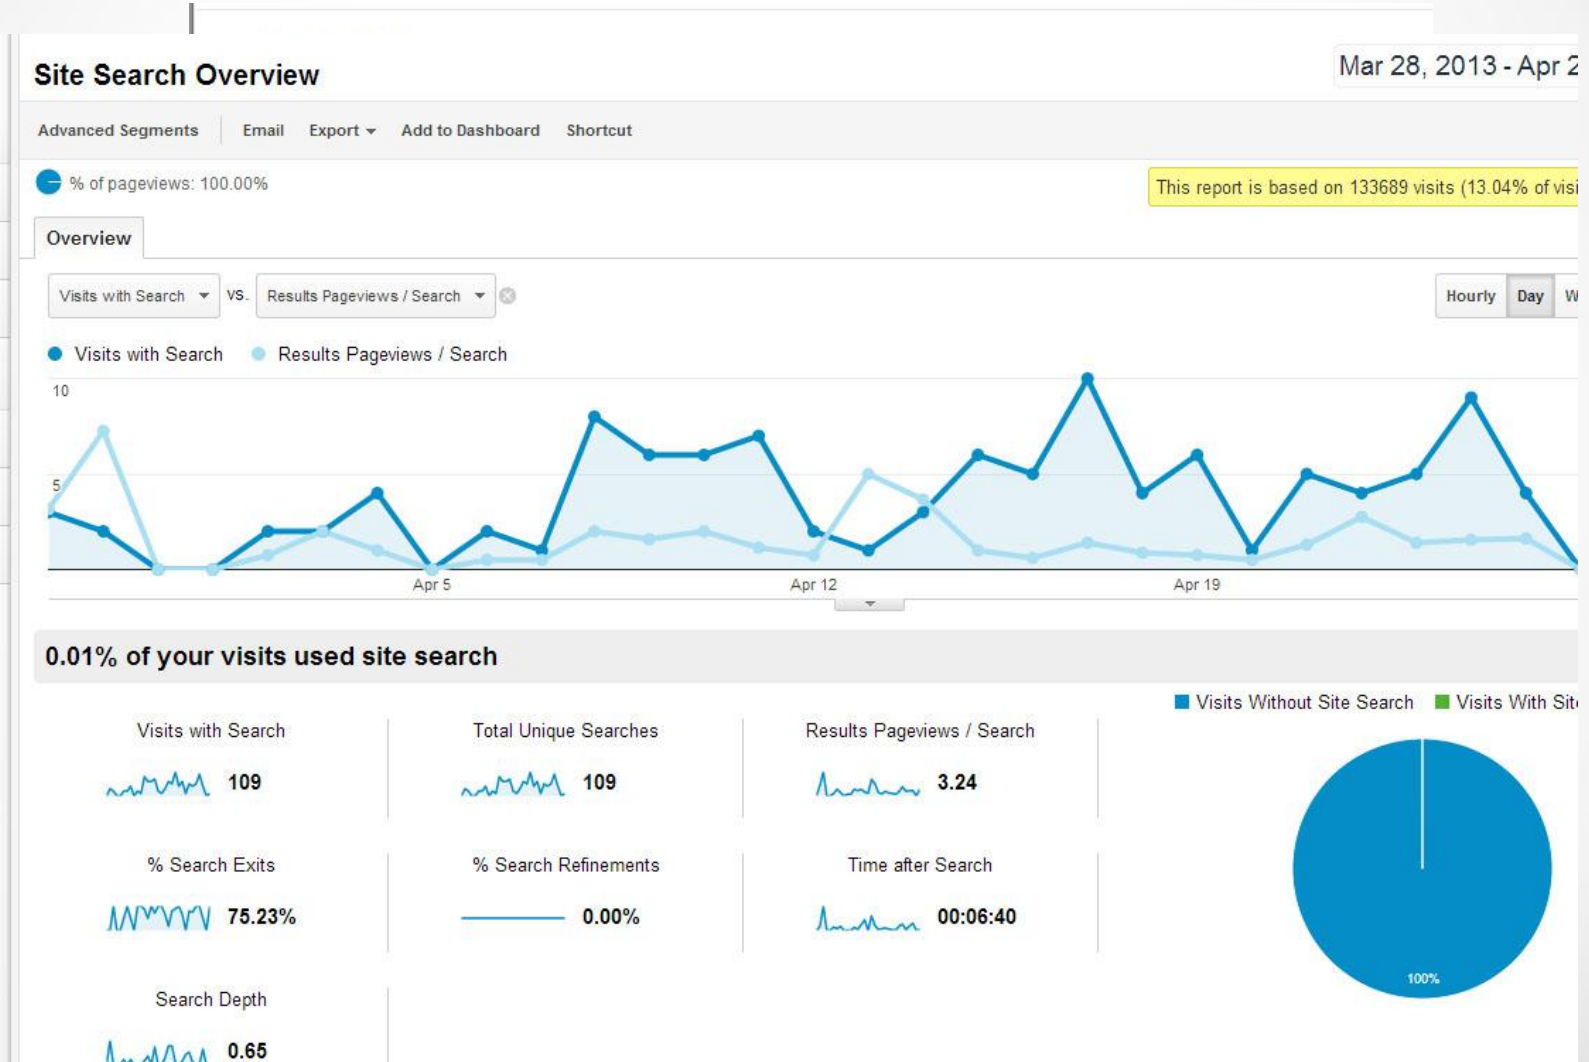 Site Search Overview
Mar 28, 2013 - Apr 2
Advanced Segments Email Export Add to Dashboard Shortcut
% of pageviews: 100.00%
This report is based on 133689 visits (13.04% of visi
Overview
Visits with Search VS. Results Pageviews / Search
Hourly Day W
Visits with Search Results Pageviews / Search
10
5
Apr 5 Apr 12 Apr 19
0.01% of your visits used site search
Visits Without Site Search Visits With Sit
Visits with Search Total Unique Searches Results Pageviews / Search
109 109 3.24
% Search Exits % Search Refinements Time after Search
75.23% 0.00% 00:06:40
100%
Search Depth
0.65